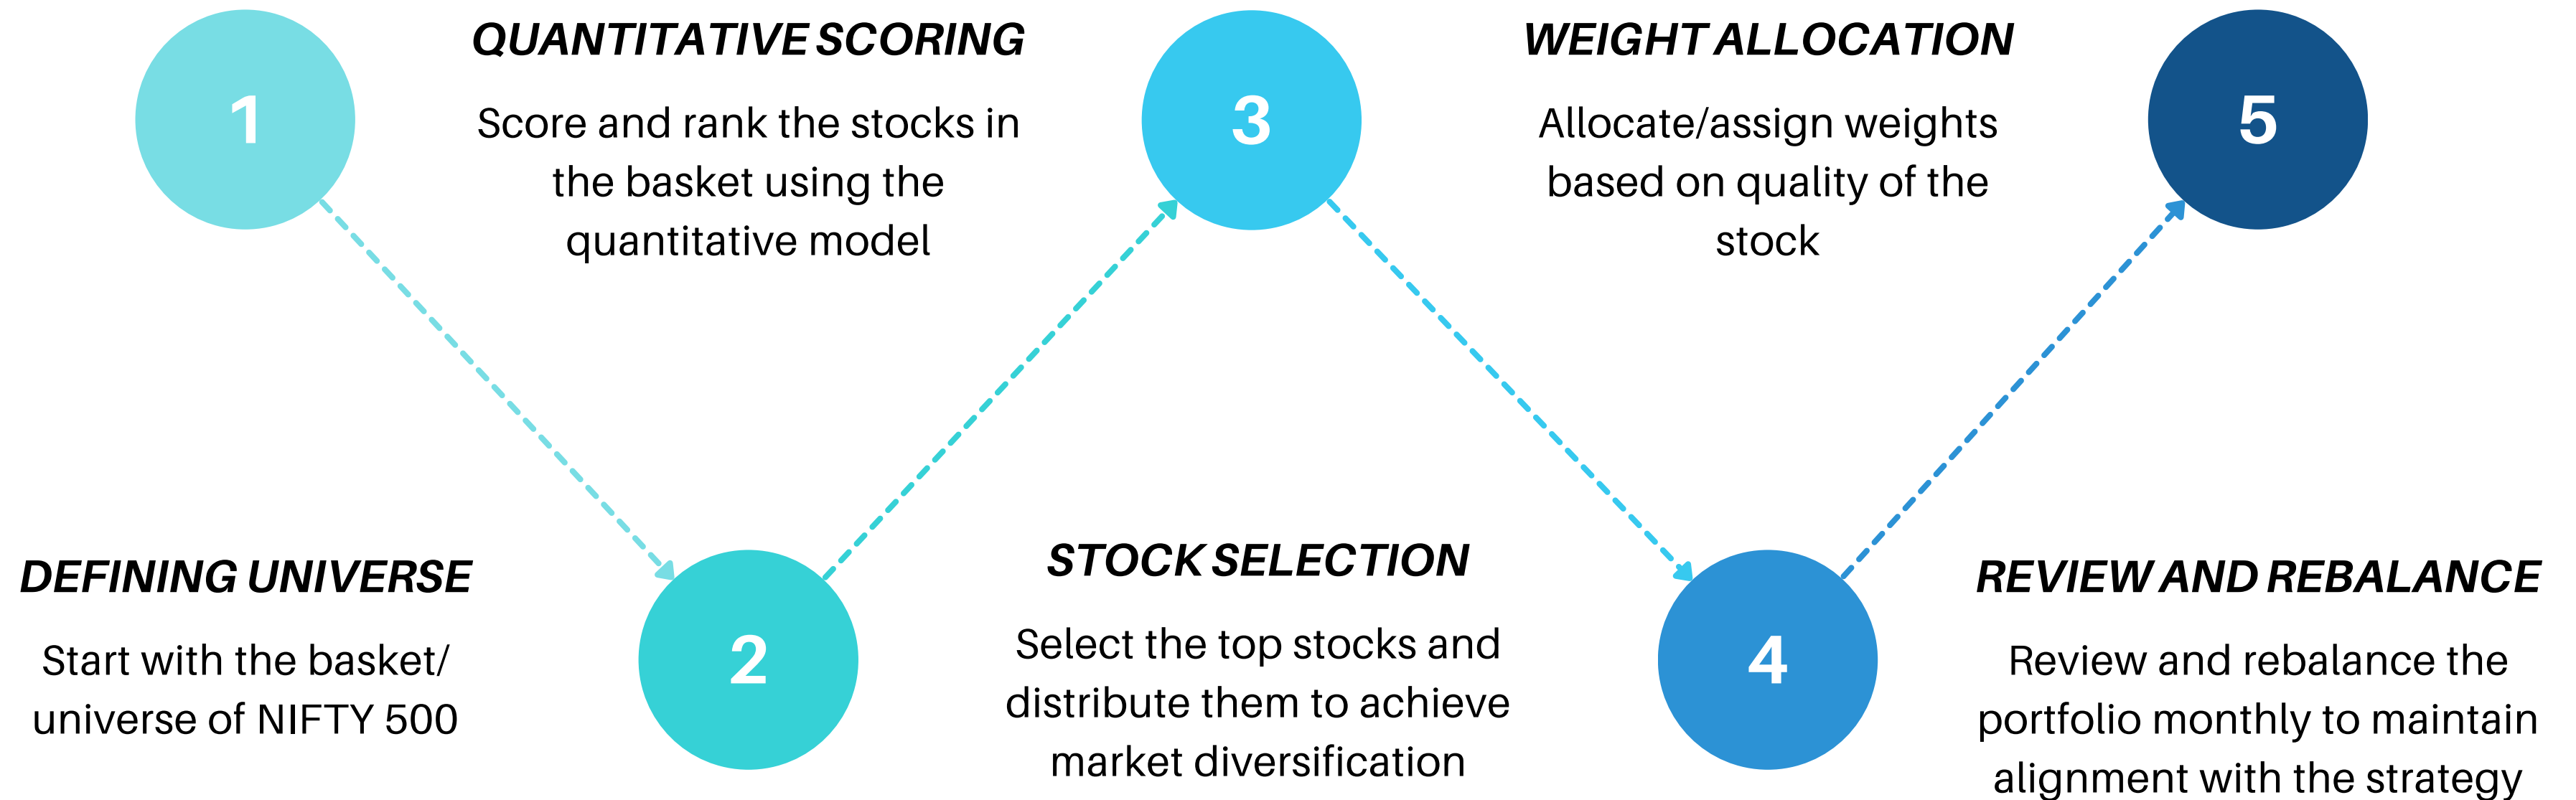 1
DEFINING UNIVERSE
Start with the basket/
universe of NIFTY 500
QUANTITATIVE SCORING
Score and rank the stocks in
the basket using the
quantitative model
2
3
STOCK SELECTION
Select the top stocks and
distribute them to achieve
market diversification
WEIGHT ALLOCATION
Allocate/assign weights
based on quality of the
stock
4
5
REVIEW AND REBALANCE
Review and rebalance the
portfolio monthly to maintain
alignment with the strategy